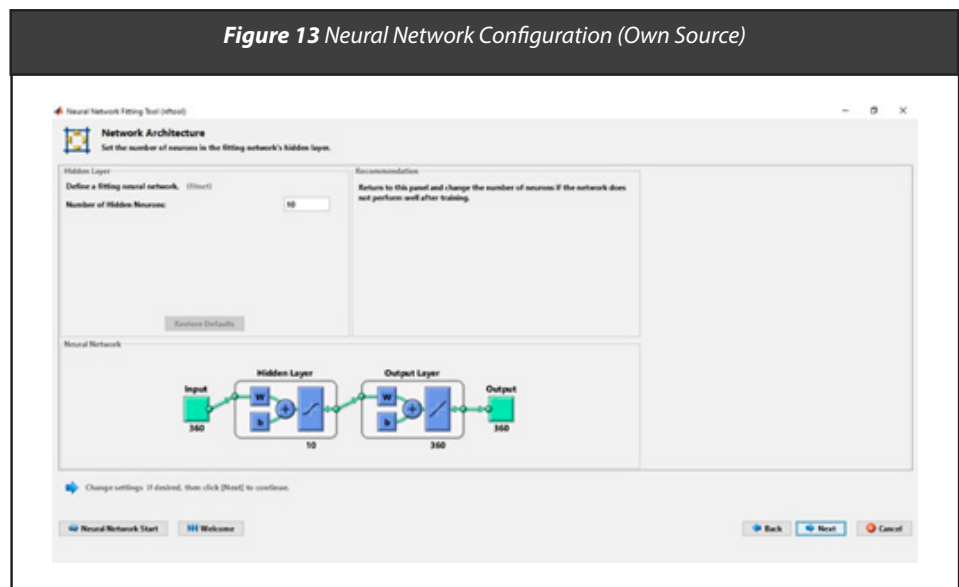 Figure 13 Neural Network Configuration (Own Source)
Neural Network Fitting Tool (nftool)
Network Architecture
Set the number of neurons in the fitting network's hidden layer.
Hidden Layer
Define a fitting neural network. (fitnet)
Number of Hidden Neurons: 10
Restore Defaults
Recommendation
Return to this panel and change the number of neurons if the network does
not perform well after training.
Neural Network
Hidden Layer Output Layer
Input Output
W W
b b
360 360
10 360
Change settings if desired, then click [Next] to continue.
Neural Network Start Welcome Back Next Cancel